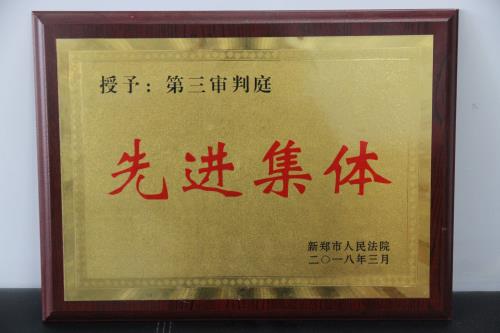 授予：第三审判庭
先进集体
新郑市人民法院
二〇一八年三月